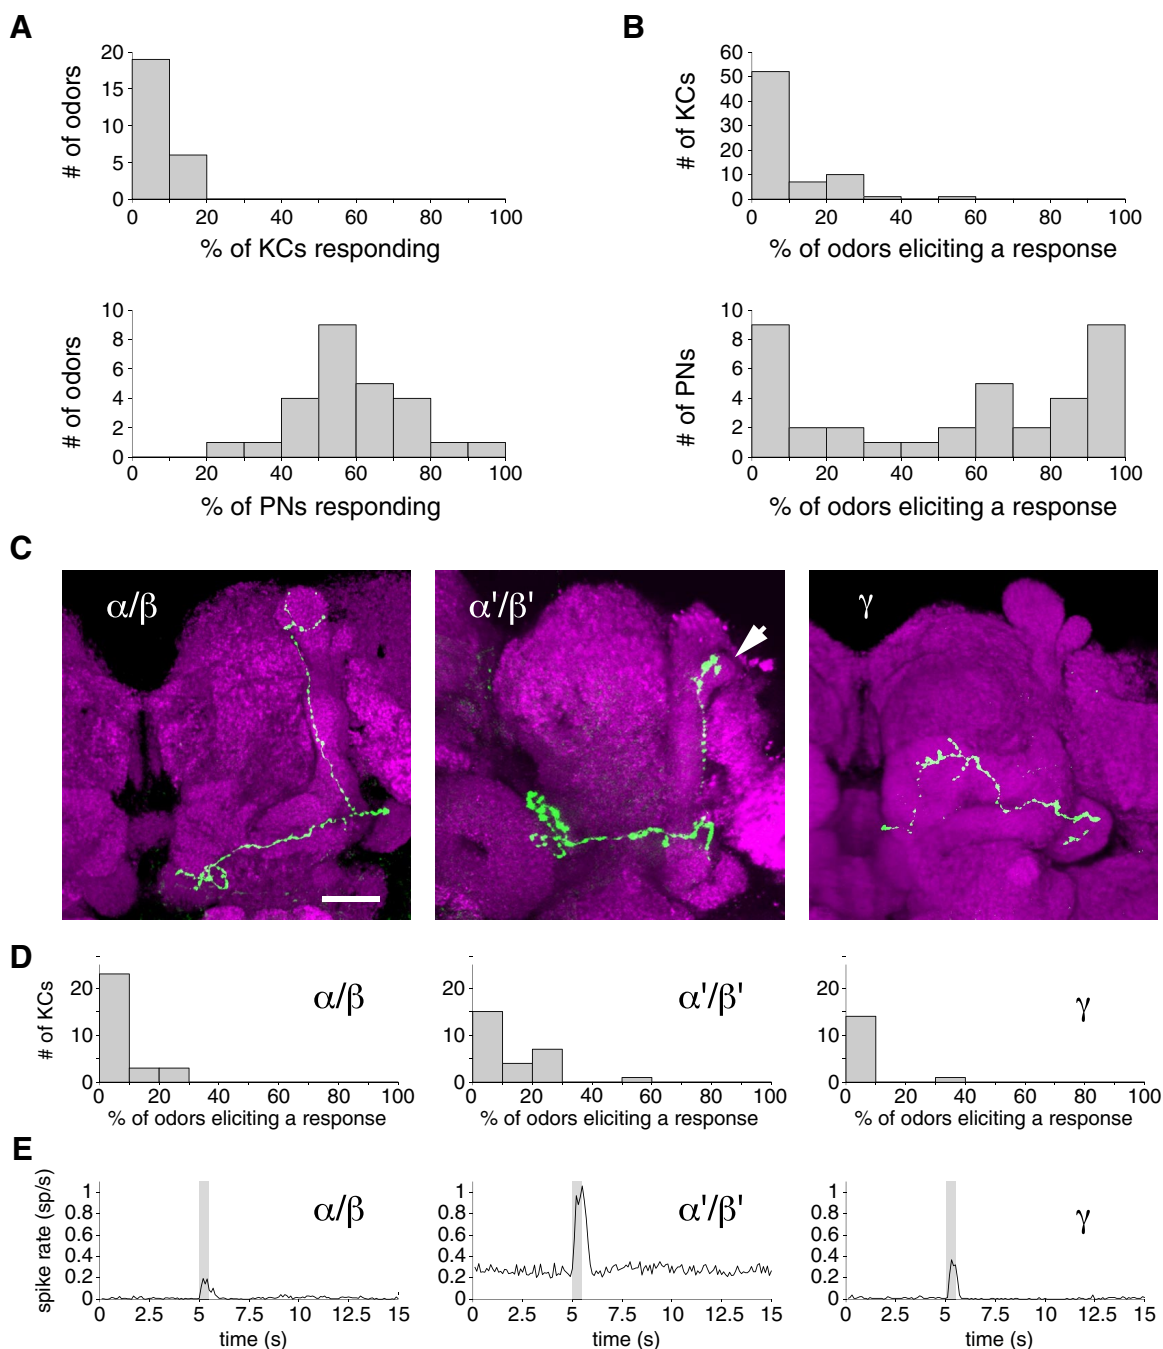 A
20
15
10
5
0
# of odors
0 20 40 60 80 100
% of KCs responding
10
8
6
4
2
0
# of odors
0 20 40 60 80 100
% of PNs responding
B
60
50
40
30
20
10
0
# of KCs
0 20 40 60 80 100
% of odors eliciting a response
10
8
6
4
2
0
# of PNs
0 20 40 60 80 100
% of odors eliciting a response
C
α/β
α'/β'
γ
D
20
10
0
# of KCs
α/β
0 20 40 60 80 100
% of odors eliciting a response
20
10
0
α'/β'
0 20 40 60 80 100
% of odors eliciting a response
20
10
0
γ
0 20 40 60 80 100
% of odors eliciting a response
E
1
0.8
0.6
0.4
0.2
0
spike rate (sp/s)
α/β
0 2.5 5 7.5 10 12.5 15
time (s)
1
0.8
0.6
0.4
0.2
0
α'/β'
0 2.5 5 7.5 10 12.5 15
time (s)
1
0.8
0.6
0.4
0.2
0
γ
0 2.5 5 7.5 10 12.5 15
time (s)